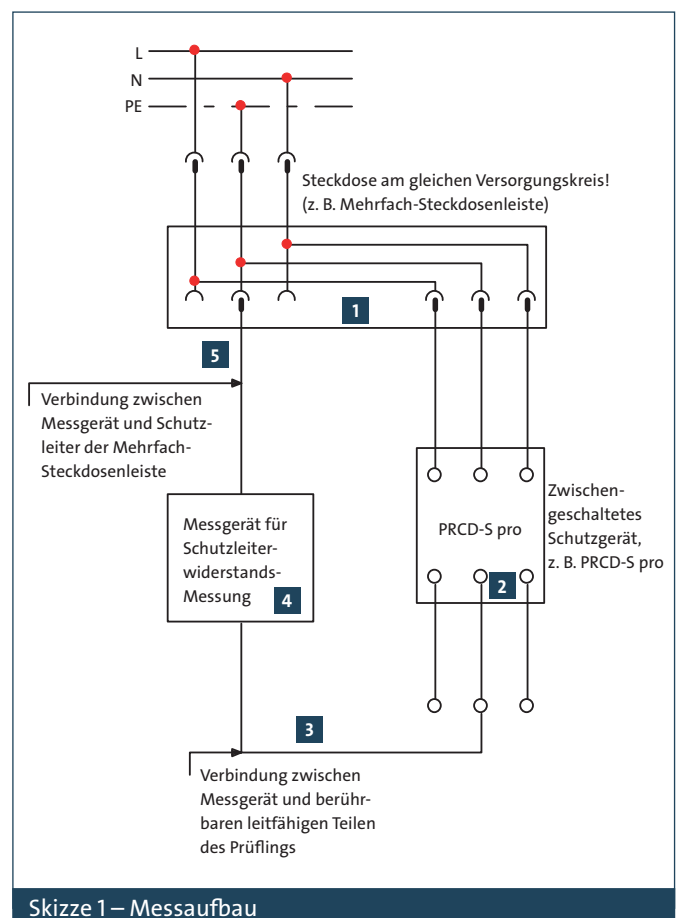 L
N
PE
Steckdose am gleichen Versorgungskreis!
(z. B. Mehrfach-Steckdosenleiste)
1
5
Verbindung zwischen
Messgerät und Schutz-
leiter der Mehrfach-
Steckdosenleiste
Messgerät für
Schutzleiter-
widerstands-
Messung
4
PRCD-S pro
2
Zwischen-
geschaltetes
Schutzgerät,
z. B. PRCD-S pro
3
Verbindung zwischen
Messgerät und berühr-
baren leitfähigen Teilen
des Prüflings
Skizze 1 – Messaufbau